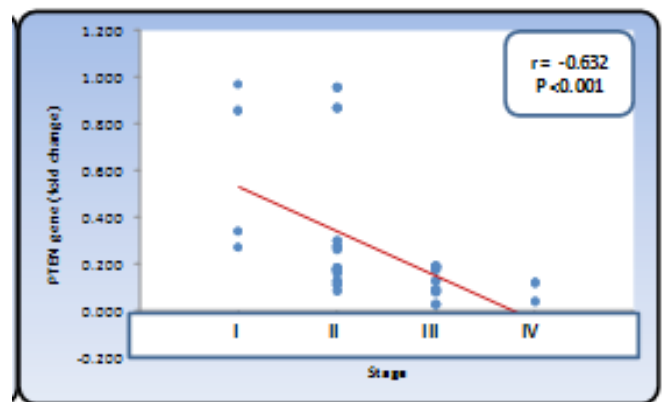 1.200
1.000
0.800
0.600
0.400
0.200
0.000
-0.200
PTEN gene (fold change)
r = -0.632
P<0.001
I II III IV
Stage